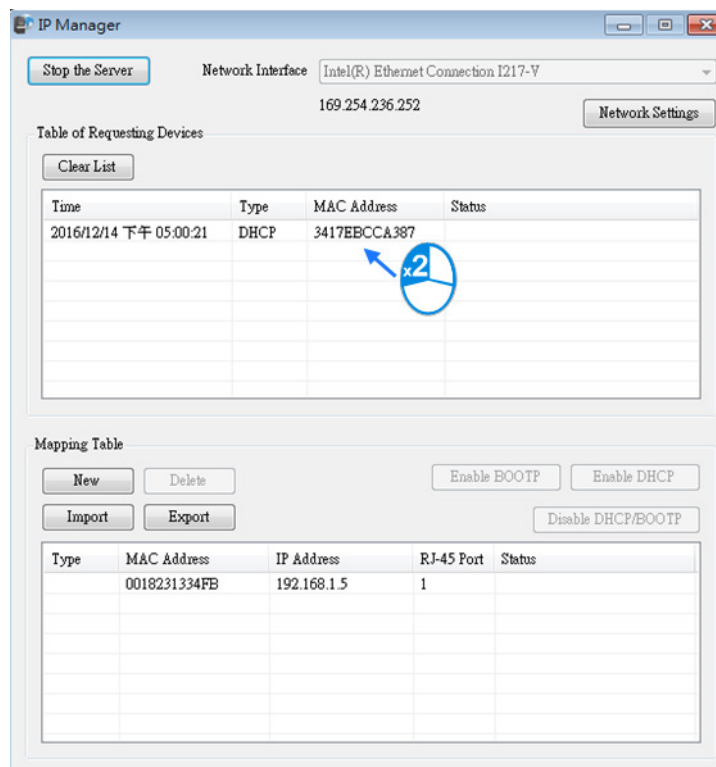 IP Manager
Stop the Server Network Interface Intel(R) Ethernet Connection I217-V
169.254.236.252 Network Settings
Table of Requesting Devices
Clear List
Time Type MAC Address Status
2016/12/14 下午 05:00:21 DHCP 3417EBCCA387
x2
Mapping Table
New Delete Enable BOOTP Enable DHCP
Import Export Disable DHCP/BOOTP
Type MAC Address IP Address RJ-45 Port Status
0018231334FB 192.168.1.5 1